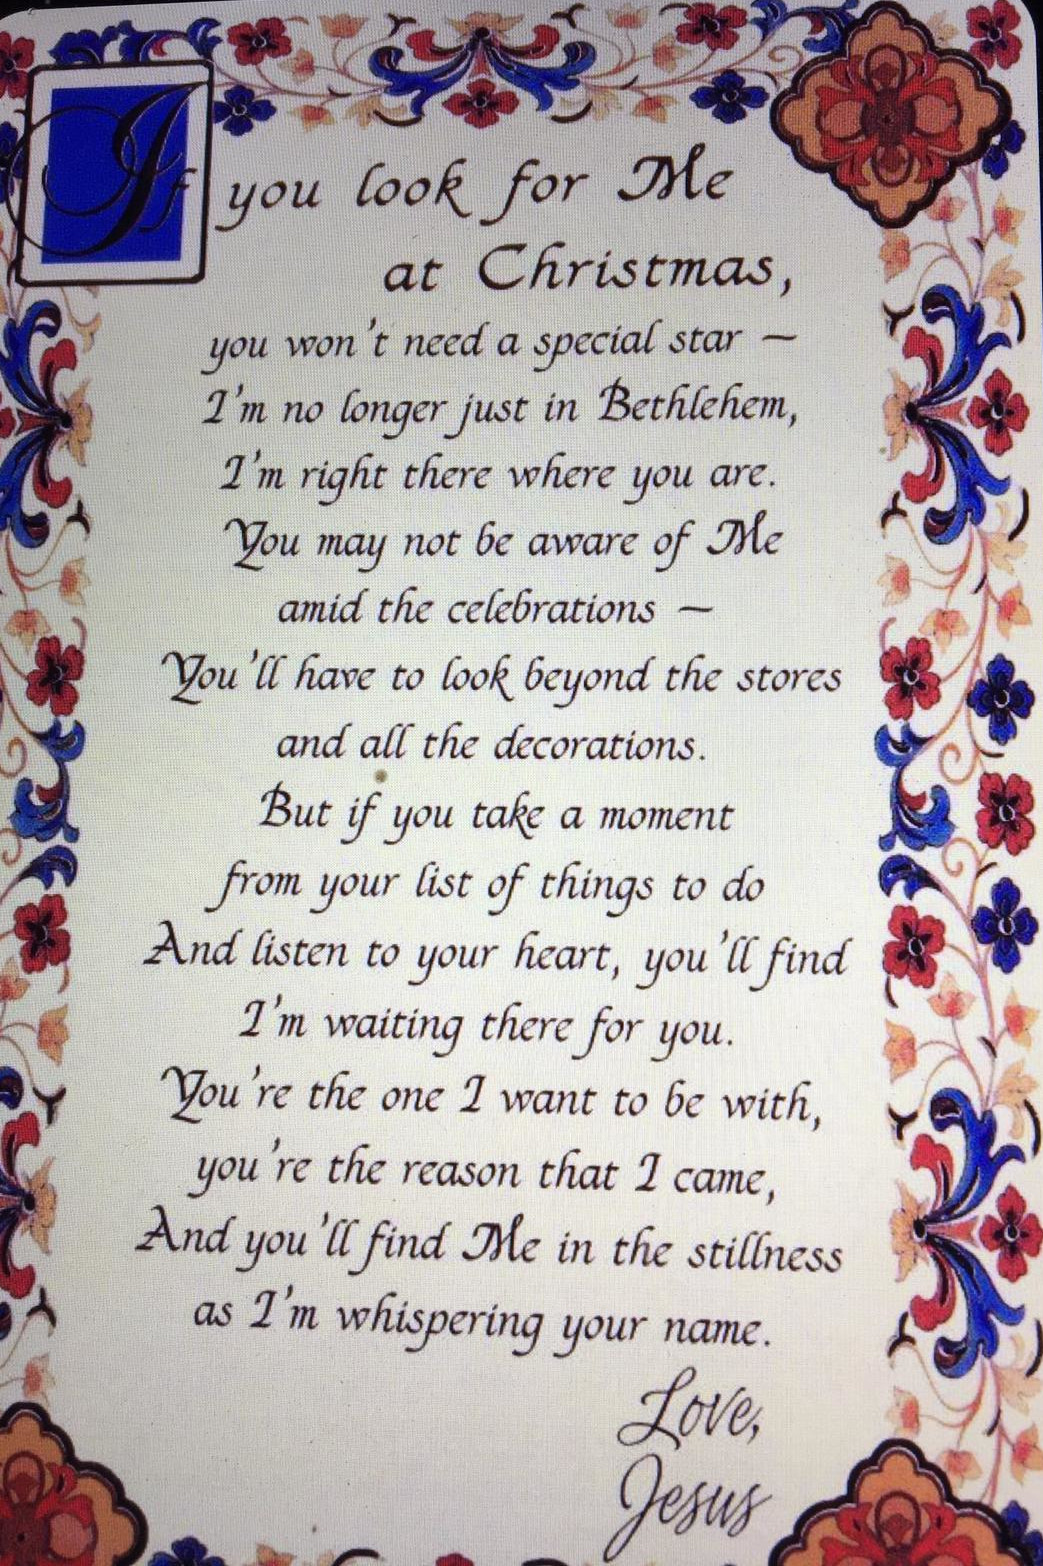 If you look for Me
at Christmas,
you won't need a special star —
I'm no longer just in Bethlehem,
I'm right there where you are.
You may not be aware of Me
amid the celebrations —
You'll have to look beyond the stores
and all the decorations.
But if you take a moment
from your list of things to do
And listen to your heart, you'll find
I'm waiting there for you.
You're the one I want to be with,
you're the reason that I came,
And you'll find Me in the stillness
as I'm whispering your name.
Love,
Jesus